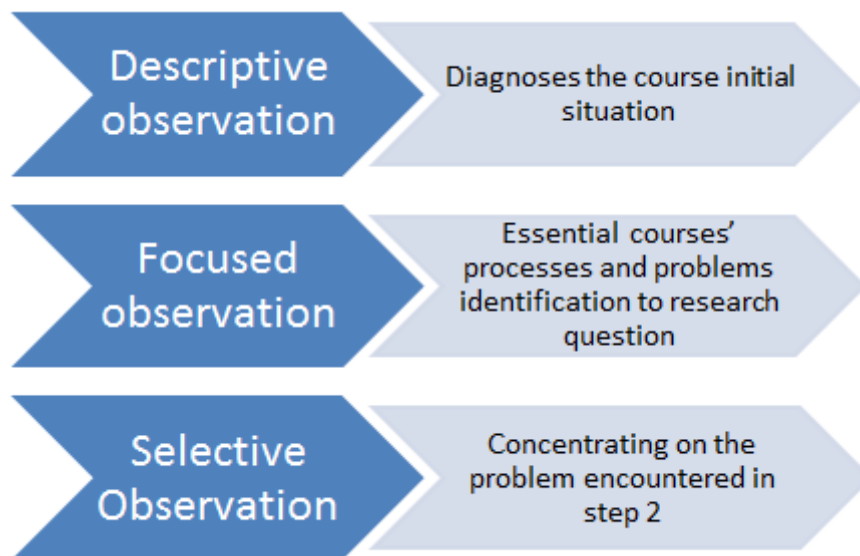 Descriptive
observation
Diagnoses the course initial
situation
Focused
observation
Essential courses'
processes and problems
identification to research
question
Selective
Observation
Concentrating on the
problem encountered in
step 2